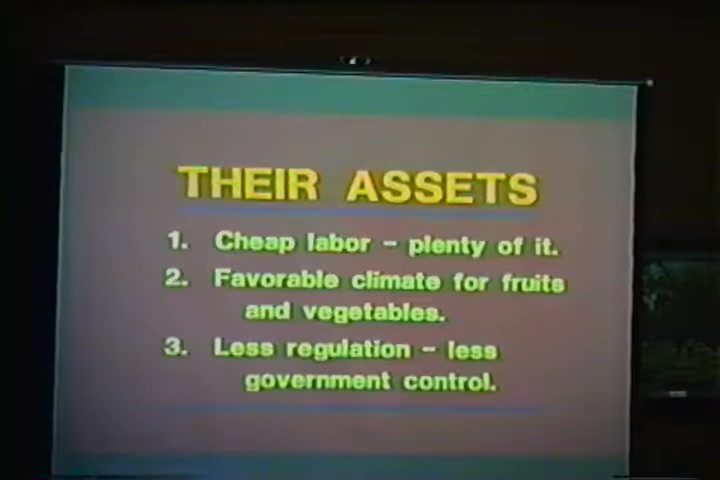 THEIR ASSETS
1. Cheap labor - plenty of it.
2. Favorable climate for fruits
and vegetables.
3. Less regulation - less
government control.